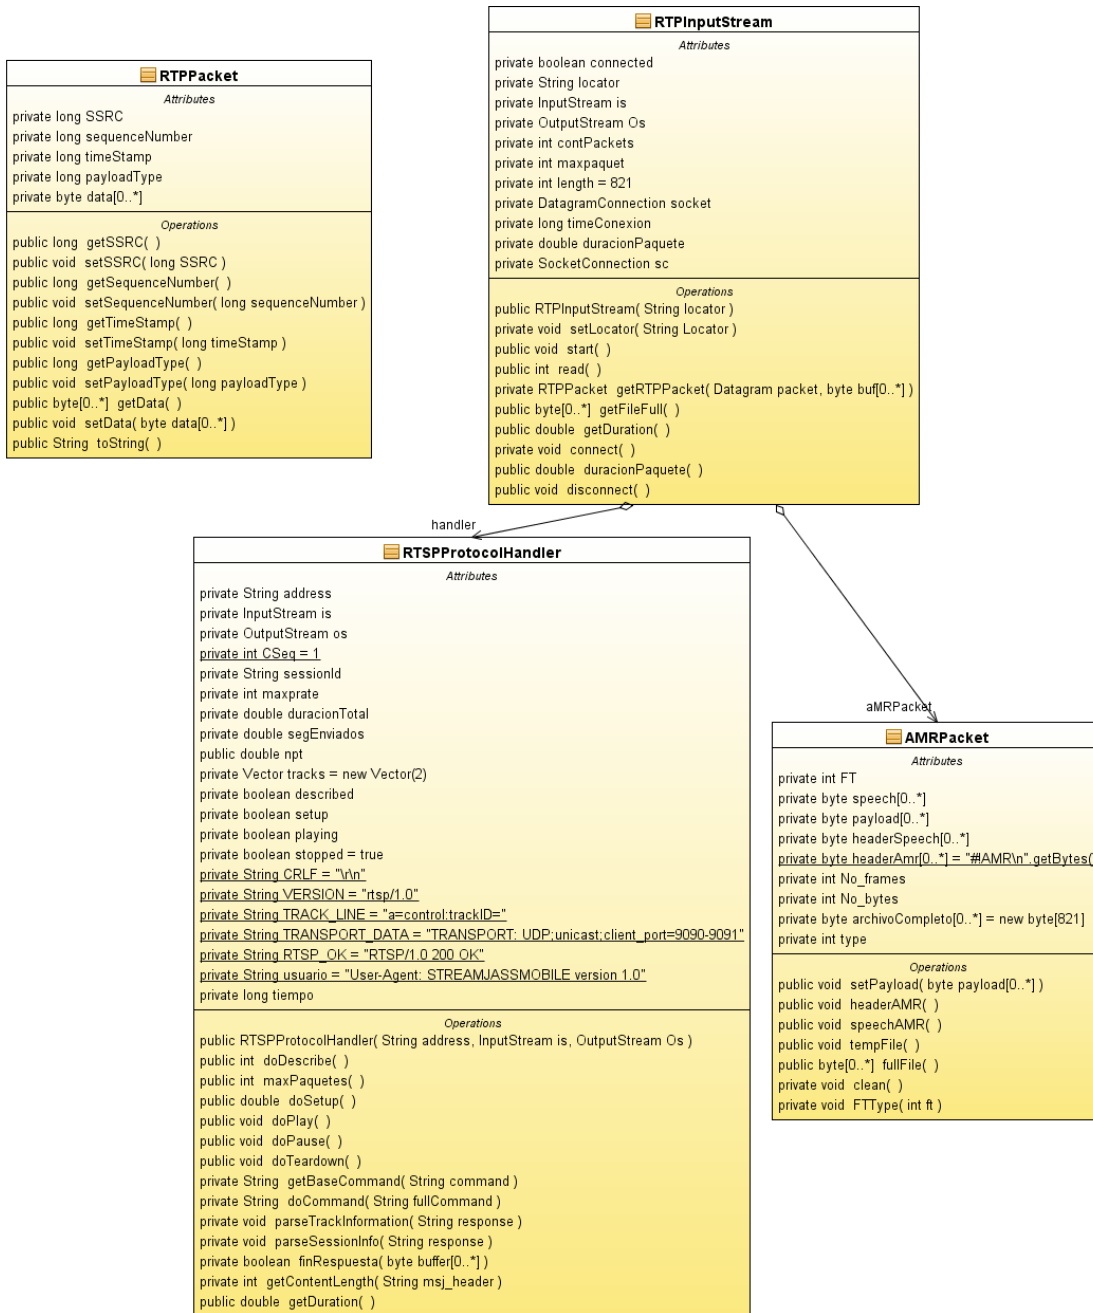 RTPPacket
Attributes
private long SSRC
private long sequenceNumber
private long timeStamp
private long payloadType
private byte data[0..*]
Operations
public long getSSRC( )
public void setSSRC( long SSRC )
public long getSequenceNumber( )
public void setSequenceNumber( long sequenceNumber )
public long getTimeStamp( )
public void setTimeStamp( long timeStamp )
public long getPayloadType( )
public void setPayloadType( long payloadType )
public byte[0..*] getData( )
public void setData( byte data[0..*] )
public String toString( )
RTPInputStream
Attributes
private boolean connected
private String locator
private InputStream is
private OutputStream Os
private int contPackets
private int maxpaquet
private int length = 821
private DatagramConnection socket
private long timeConexion
private double duracionPaquete
private SocketConnection sc
Operations
public RTPInputStream( String locator )
private void setLocator( String Locator )
public void start( )
public int read( )
private RTPPacket getRTPPacket( Datagram packet, byte buf[0..*] )
public byte[0..*] getFileFull( )
public double getDuration( )
private void connect( )
public double duracionPaquete( )
public void disconnect( )
handler
RTSPProtocolHandler
Attributes
private String address
private InputStream is
private OutputStream os
private int CSeq = 1
private String sessionId
private int maxprate
private double duracionTotal
private double segEnviados
public double npt
private Vector tracks = new Vector(2)
private boolean described
private boolean setup
private boolean playing
private boolean stopped = true
private String CRLF = "\r\n"
private String VERSION = "rtsp/1.0"
private String TRACK_LINE = "a=control:trackID="
private String TRANSPORT_DATA = "TRANSPORT: UDP;unicast;client_port=9090-9091"
private String RTSP_OK = "RTSP/1.0 200 OK"
private String usuario = "User-Agent: STREAMJASSMOBILE version 1.0"
private long tiempo
Operations
public RTSPProtocolHandler( String address, InputStream is, OutputStream Os )
public int doDescribe( )
public int maxPaquetes( )
public double doSetup( )
public void doPlay( )
public void doPause( )
public void doTeardown( )
private String getBaseCommand( String command )
private String doCommand( String fullCommand )
private void parseTrackInformation( String response )
private void parseSessionInfo( String response )
private boolean finRespuesta( byte buffer[0..*] )
private int getContentLength( String msj_header )
public double getDuration( )
aMRPacket
AMRPacket
Attributes
private int FT
private byte speech[0..*]
private byte payload[0..*]
private byte headerSpeech[0..*]
private byte headerAmr[0..*] = "#!AMR\n".getBytes(
private int No_frames
private int No_bytes
private byte archivoCompleto[0..*] = new byte[821]
private int type
Operations
public void setPayload( byte payload[0..*] )
public void headerAMR( )
public void speechAMR( )
public void tempFile( )
public byte[0..*] fullFile( )
private void clean( )
private void FTType( int ft )